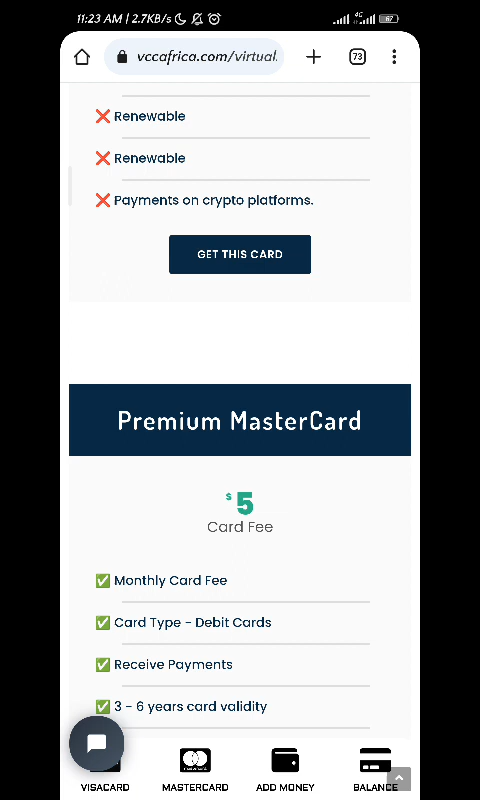 11:23 AM | 2.7KB/s
4G
67
vccafrica.com/virtual
73
❌ Renewable
❌ Renewable
❌ Payments on crypto platforms.
GET THIS CARD
Premium MasterCard
$5
Card Fee
✅ Monthly Card Fee
✅ Card Type - Debit Cards
✅ Receive Payments
✅ 3 - 6 years card validity
VISACARD MASTERCARD ADD MONEY BALANCE